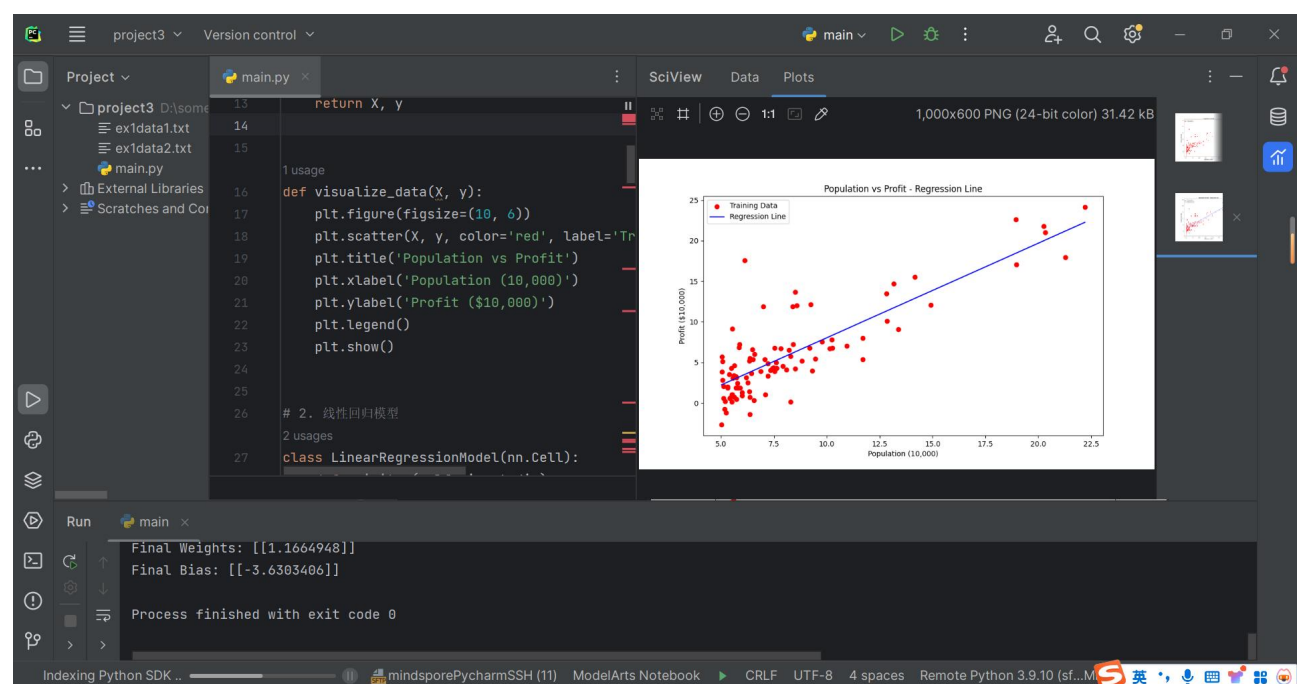 PC
project3
Version control
main
Project
main.py
SciView
Data
Plots
project3 D:\some
ex1data1.txt
ex1data2.txt
main.py
External Libraries
Scratches and Cor
13 return X, y
14
15
1 usage
16 def visualize_data(X, y):
17 plt.figure(figsize=(10, 6))
18 plt.scatter(X, y, color='red', label='Tr
19 plt.title('Population vs Profit')
20 plt.xlabel('Population (10,000)')
21 plt.ylabel('Profit ($10,000)')
22 plt.legend()
23 plt.show()
24
25
26 # 2. 线性回归模型
2 usages
27 class LinearRegressionModel(nn.Cell):
1:1
1,000x600 PNG (24-bit color) 31.42 kB
Population vs Profit - Regression Line
Training Data
Regression Line
25
20
15
10
5
0
Profit ($10,000)
5.0 7.5 10.0 12.5 15.0 17.5 20.0 22.5
Population (10,000)
Run
main
Final Weights: [[1.1664948]]
Final Bias: [[-3.6303406]]
Process finished with exit code 0
Indexing Python SDK ..
mindsporePycharmSSH (11)
ModelArts Notebook
CRLF
UTF-8
4 spaces
Remote Python 3.9.10 (sf...M
英